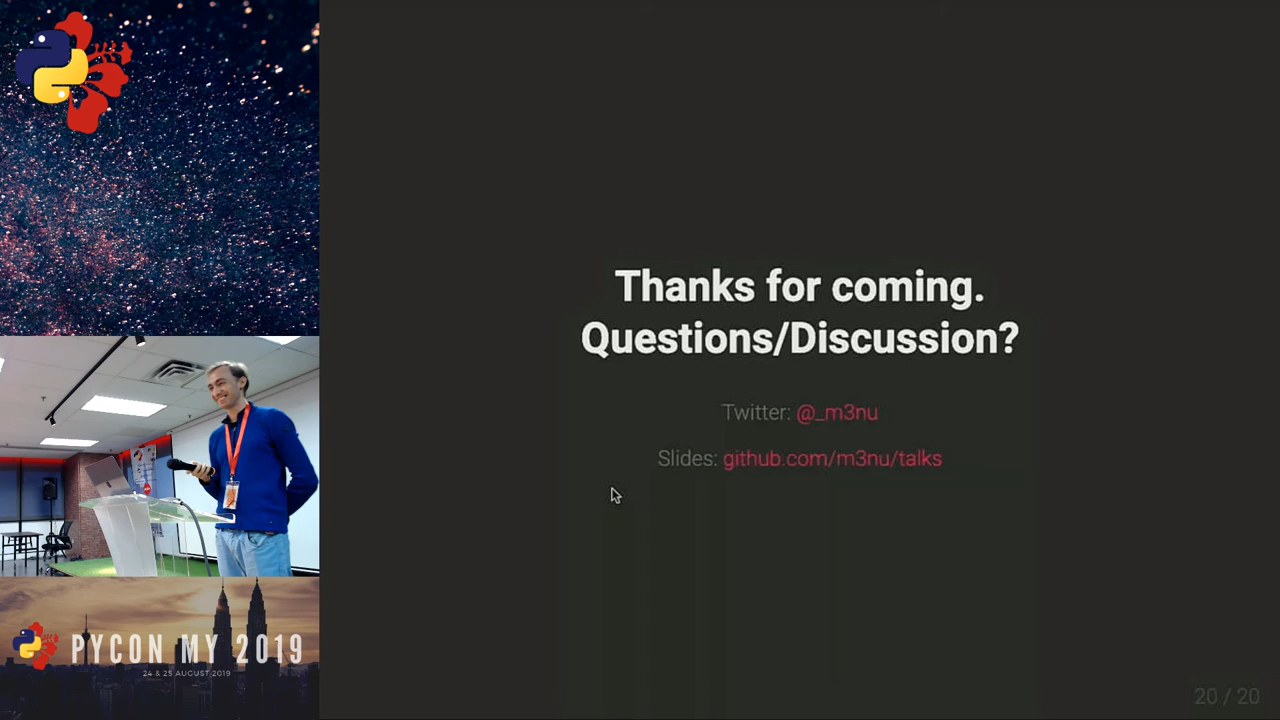 Thanks for coming.
Questions/Discussion?
Twitter: @_m3nu
Slides: github.com/m3nu/talks
20 / 20
PYCON MY 2019
24 & 25 AUGUST 2019